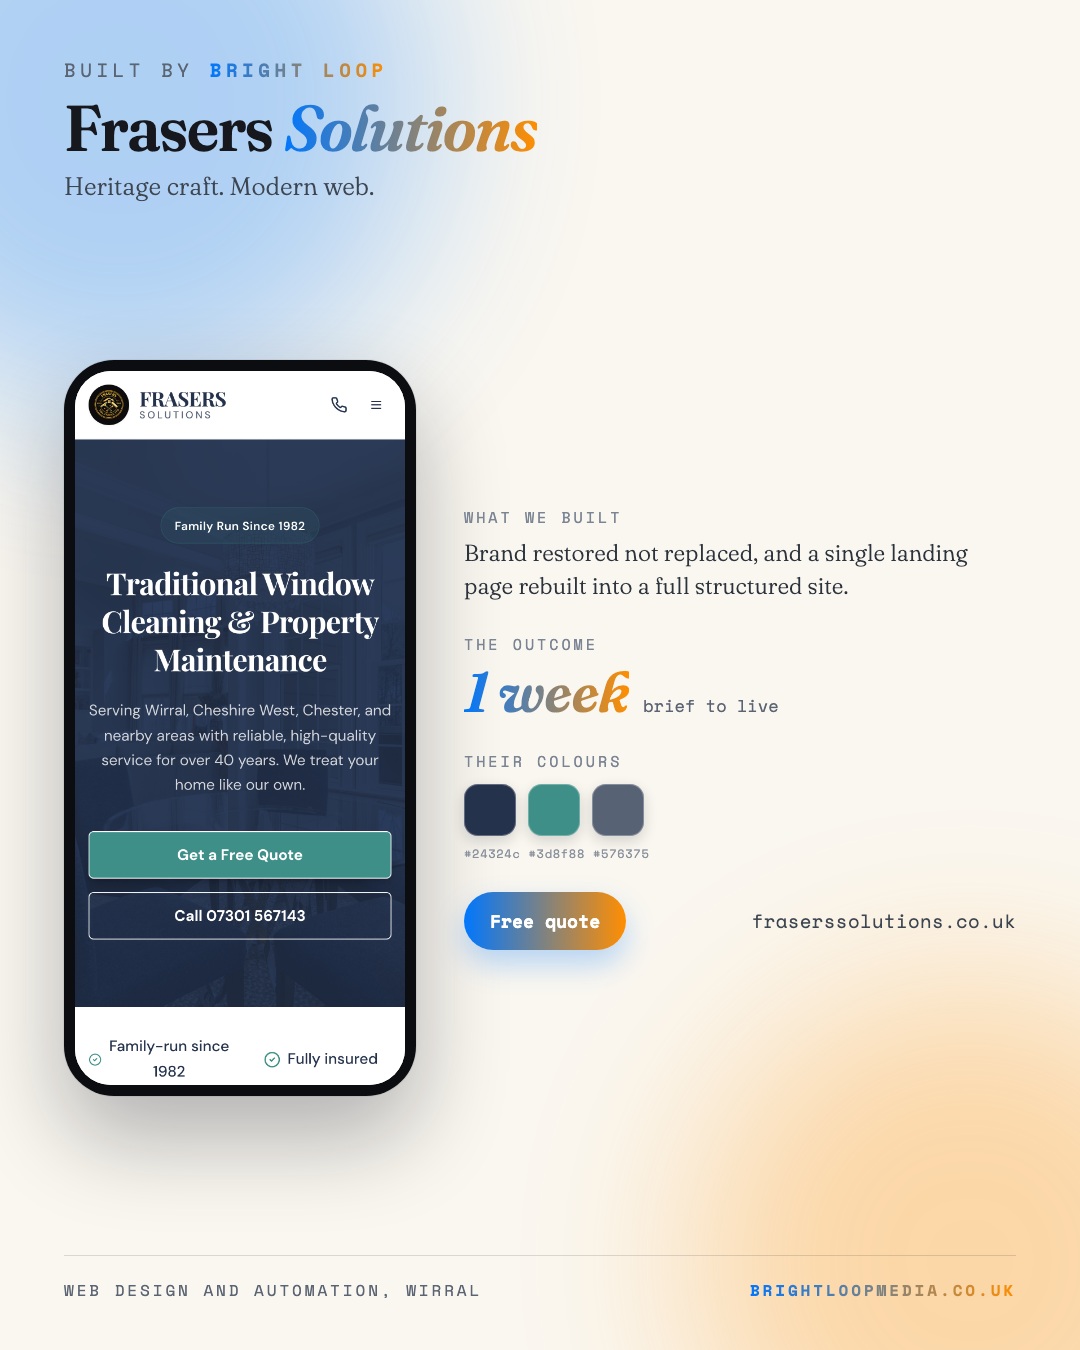 BUILT BY BRIGHT LOOP
Frasers Solutions
Heritage craft. Modern web.
FRASERS
SOLUTIONS
Family Run Since 1982
Traditional Window
Cleaning & Property
Maintenance
Serving Wirral, Cheshire West, Chester, and
nearby areas with reliable, high-quality
service for over 40 years. We treat your
home like our own.
Get a Free Quote
Call 07301 567143
Family-run since
1982
Fully insured
WHAT WE BUILT
Brand restored not replaced, and a single landing
page rebuilt into a full structured site.
THE OUTCOME
1 week brief to live
THEIR COLOURS
#24324c #3d8f88 #576375
Free quote
fraserssolutions.co.uk
WEB DESIGN AND AUTOMATION, WIRRAL
BRIGHTLOOPMEDIA.CO.UK